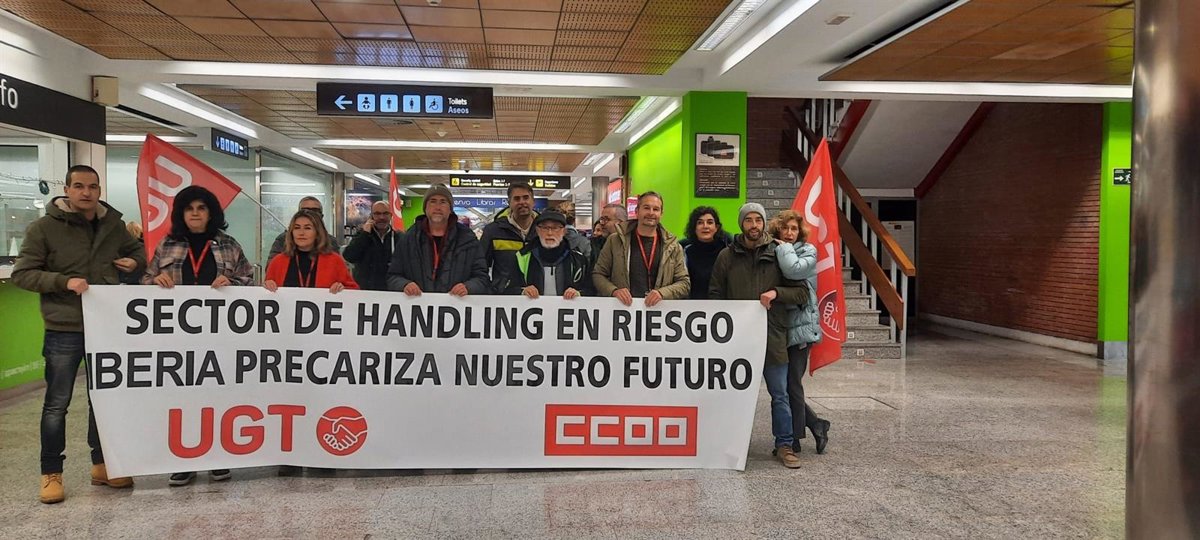 fo
Toilets
Aseos
SECTOR DE HANDLING EN RIESGO
IBERIA PRECARIZA NUESTRO FUTURO
UGT
CCOO